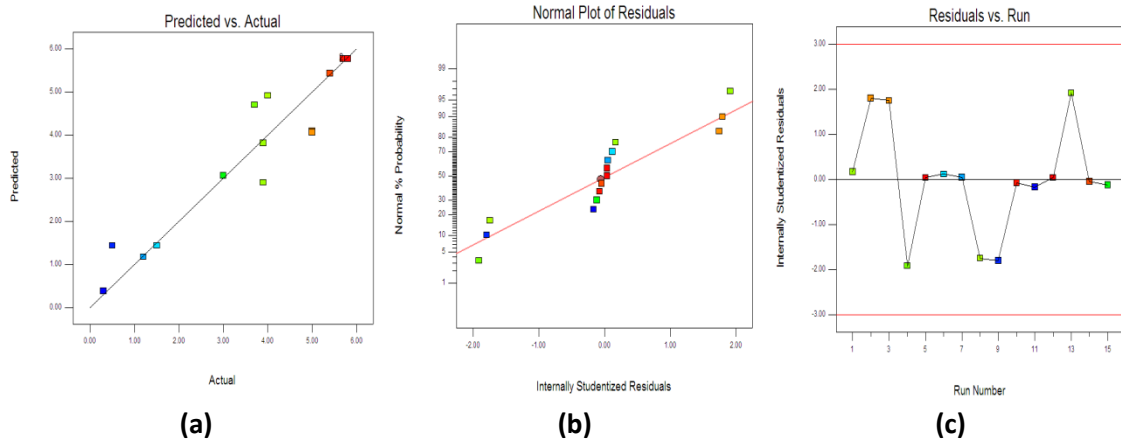 Predicted vs. Actual
Predicted
6.00
5.00
4.00
3.00
2.00
1.00
0.00
0.00 1.00 2.00 3.00 4.00 5.00 6.00
Actual
(a)
Normal Plot of Residuals
Normal % Probability
99
95
90
80
70
50
30
20
10
5
1
-2.00 -1.00 0.00 1.00 2.00
Internally Studentized Residuals
(b)
Residuals vs. Run
Internally Studentized Residuals
3.00
2.00
1.00
0.00
-1.00
-2.00
-3.00
1 3 5 7 9 11 13 15
Run Number
(c)